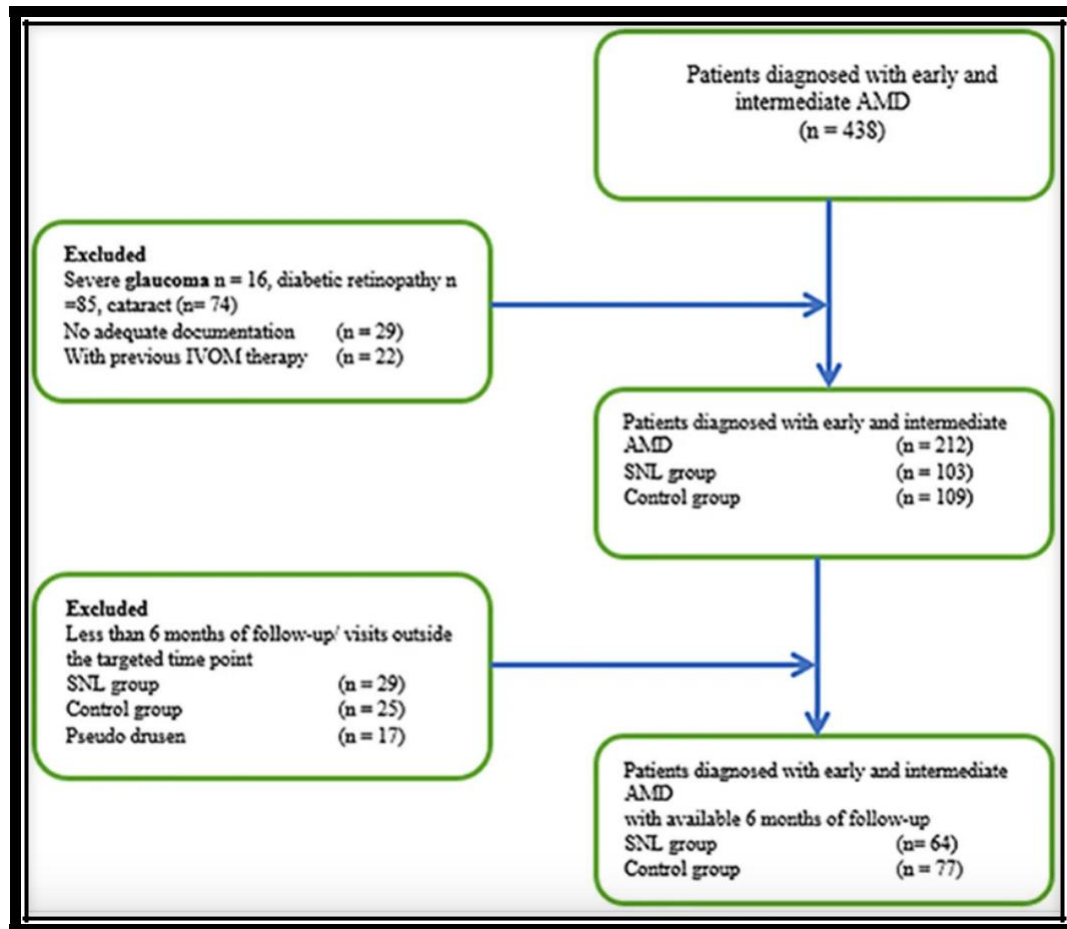 Patients diagnosed with early and
intermediate AMD
(n = 438)
Excluded
Severe glaucoma n = 16, diabetic retinopathy n
=85, cataract (n= 74)
No adequate documentation (n = 29)
With previous IVOM therapy (n = 22)
Patients diagnosed with early and intermediate
AMD (n = 212)
SNL group (n = 103)
Control group (n = 109)
Excluded
Less than 6 months of follow-up/ visits outside
the targeted time point
SNL group (n = 29)
Control group (n = 25)
Pseudo drusen (n = 17)
Patients diagnosed with early and intermediate
AMD
with available 6 months of follow-up
SNL group (n= 64)
Control group (n = 77)